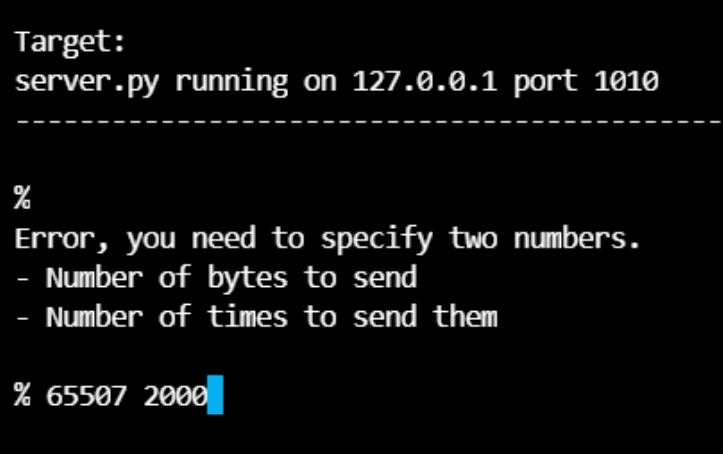 Target:
server.py running on 127.0.0.1 port 1010
--------------------------------------------
%
Error, you need to specify two numbers.
- Number of bytes to send
- Number of times to send them
% 65507 2000